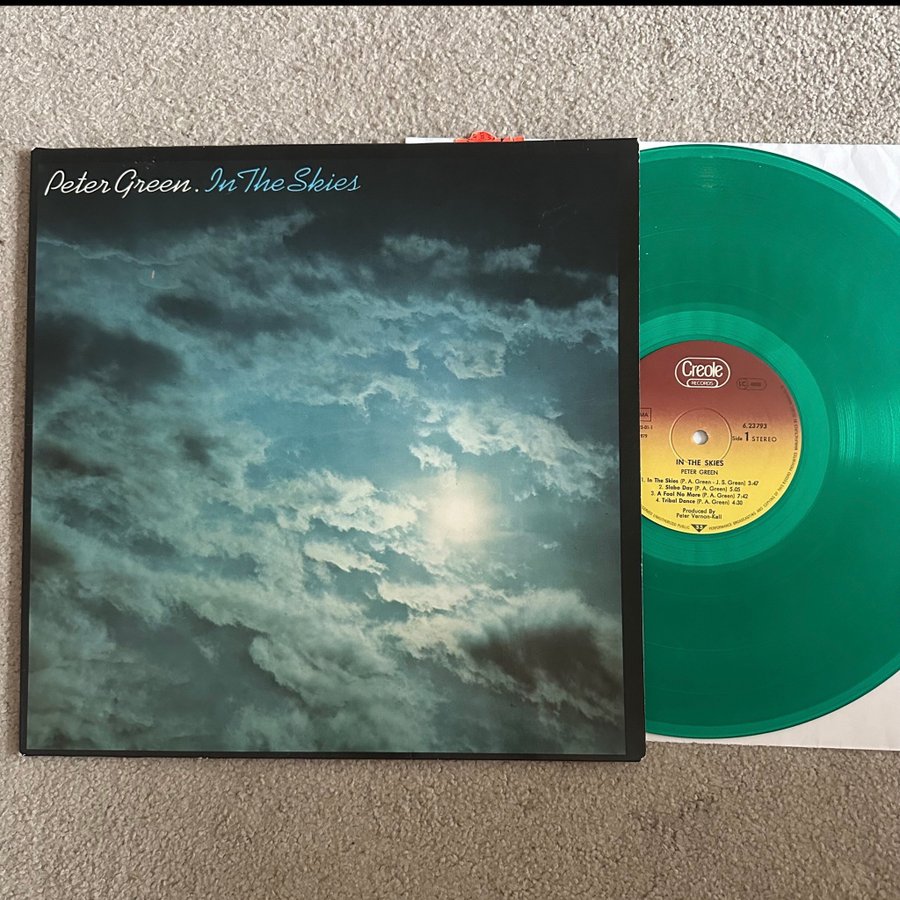 Peter Green. In The Skies
Creole
RECORDS
LC
6.23793
Side 1 STEREO
IN THE SKIES
PETER GREEN
1. In The Skies (P. A. Green - J. S. Green) 3:47
2. Slabo Day (P. A. Green) 5:05
3. A Fool No More (P. A. Green) 7:42
4. Tribal Dance (P. A. Green) 4:30
Produced By
Peter Vernon-Kell